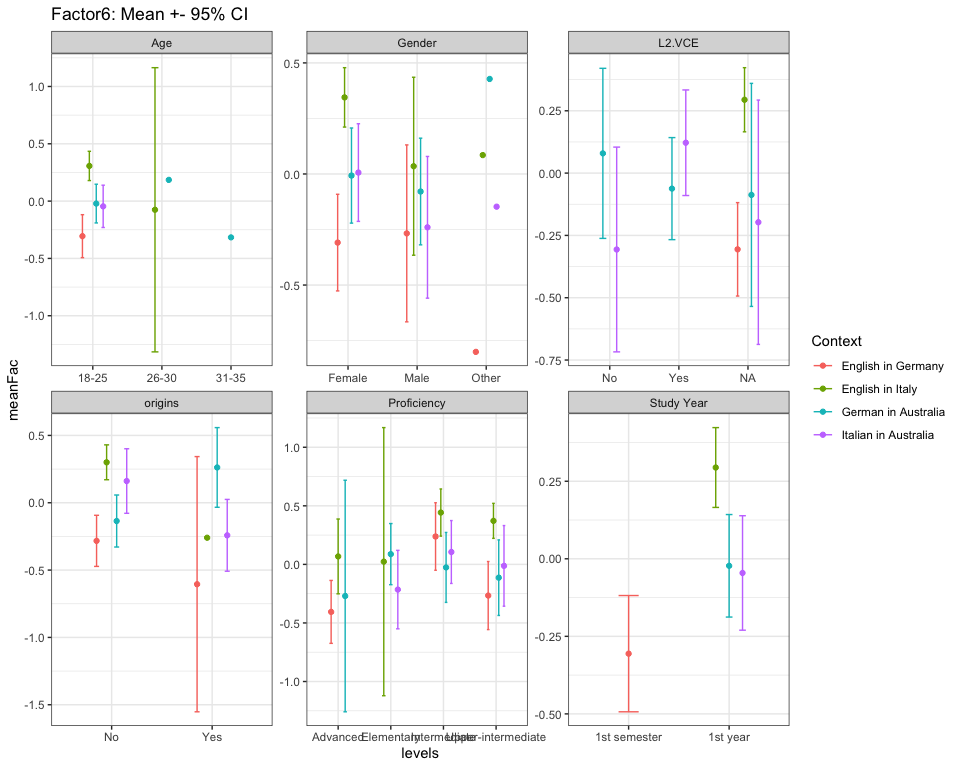 Factor6: Mean +- 95% CI
Age
Gender
L2.VCE
1.0
0.5
0.0
-0.5
-1.0
0.5
0.0
-0.5
0.25
0.00
-0.25
-0.50
-0.75
18-25
26-30
31-35
Female
Male
Other
No
Yes
NA
meanFac
origins
Proficiency
Study Year
0.5
0.0
-0.5
-1.0
-1.5
1.0
0.5
0.0
-0.5
-1.0
0.25
0.00
-0.25
-0.50
No
Yes
Advanced
Elementary
Intermediate
Upper-intermediate
1st semester
1st year
levels
Context
English in Germany
English in Italy
German in Australia
Italian in Australia